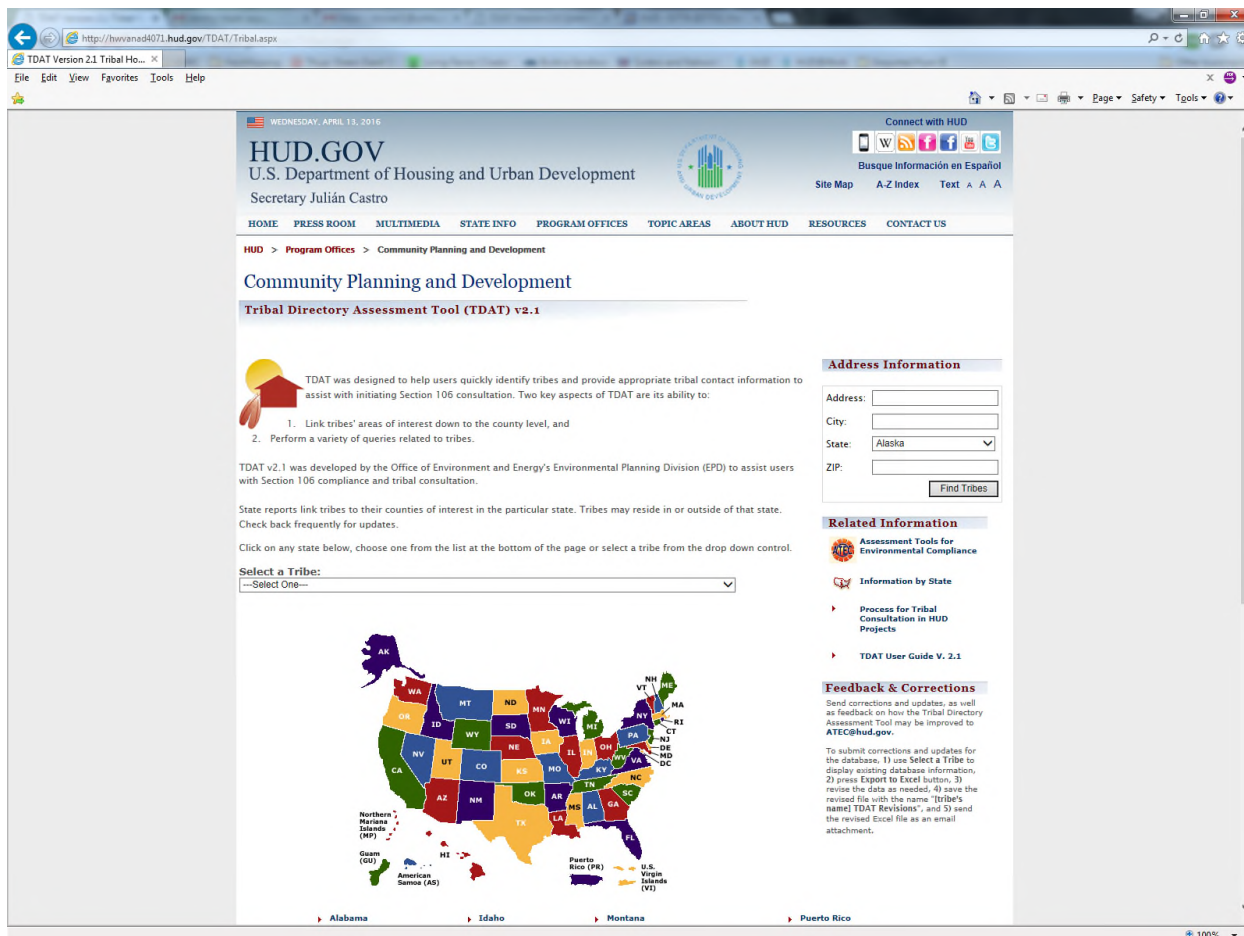 http://hwvanad4071.hud.gov/TDAT/Tribal.aspx
TDAT Version 2.1 Tribal Ho...
File Edit View Favorites Tools Help
Page Safety Tools
WEDNESDAY, APRIL 13, 2016
Connect with HUD
HUD.GOV
U.S. Department of Housing and Urban Development
Secretary Julián Castro
Busque Información en Español
Site Map A-Z Index Text A A A
HOME PRESS ROOM MULTIMEDIA STATE INFO PROGRAM OFFICES TOPIC AREAS ABOUT HUD RESOURCES CONTACT US
HUD > Program Offices > Community Planning and Development
Community Planning and Development
Tribal Directory Assessment Tool (TDAT) v2.1
TDAT was designed to help users quickly identify tribes and provide appropriate tribal contact information to
assist with initiating Section 106 consultation. Two key aspects of TDAT are its ability to:
1. Link tribes' areas of interest down to the county level, and
2. Perform a variety of queries related to tribes.
TDAT v2.1 was developed by the Office of Environment and Energy's Environmental Planning Division (EPD) to assist users
with Section 106 compliance and tribal consultation.
State reports link tribes to their counties of interest in the particular state. Tribes may reside in or outside of that state.
Check back frequently for updates.
Click on any state below, choose one from the list at the bottom of the page or select a tribe from the drop down control.
Select a Tribe:
---Select One---
Address Information
Address:
City:
State: Alaska
ZIP:
Find Tribes
Related Information
ATEC
Assessment Tools for
Environmental Compliance
Information by State
Process for Tribal
Consultation in HUD
Projects
TDAT User Guide V. 2.1
Feedback & Corrections
Send corrections and updates, as well
as feedback on how the Tribal Directory
Assessment Tool may be improved to
ATEC@hud.gov.
To submit corrections and updates for
the database, 1) use Select a Tribe to
display existing database information,
2) press Export to Excel button, 3)
revise the data as needed, 4) save the
revised file with the name "[tribe's
name] TDAT Revisions", and 5) send
the revised Excel file as an email
attachment.
AK
WA
OR
CA
NV
ID
MT
WY
UT
AZ
CO
NM
ND
SD
NE
KS
OK
TX
MN
IA
MO
AR
LA
WI
IL
MI
IN
OH
KY
TN
MS
AL
GA
FL
SC
NC
VA
WV
PA
NY
VT
NH
ME
MA
RI
CT
NJ
DE
MD
DC
HI
Northern
Mariana
Islands
(MP)
Guam
(GU)
American
Samoa (AS)
Puerto
Rico (PR)
U.S.
Virgin
Islands
(VI)
Alabama Idaho Montana Puerto Rico
100%